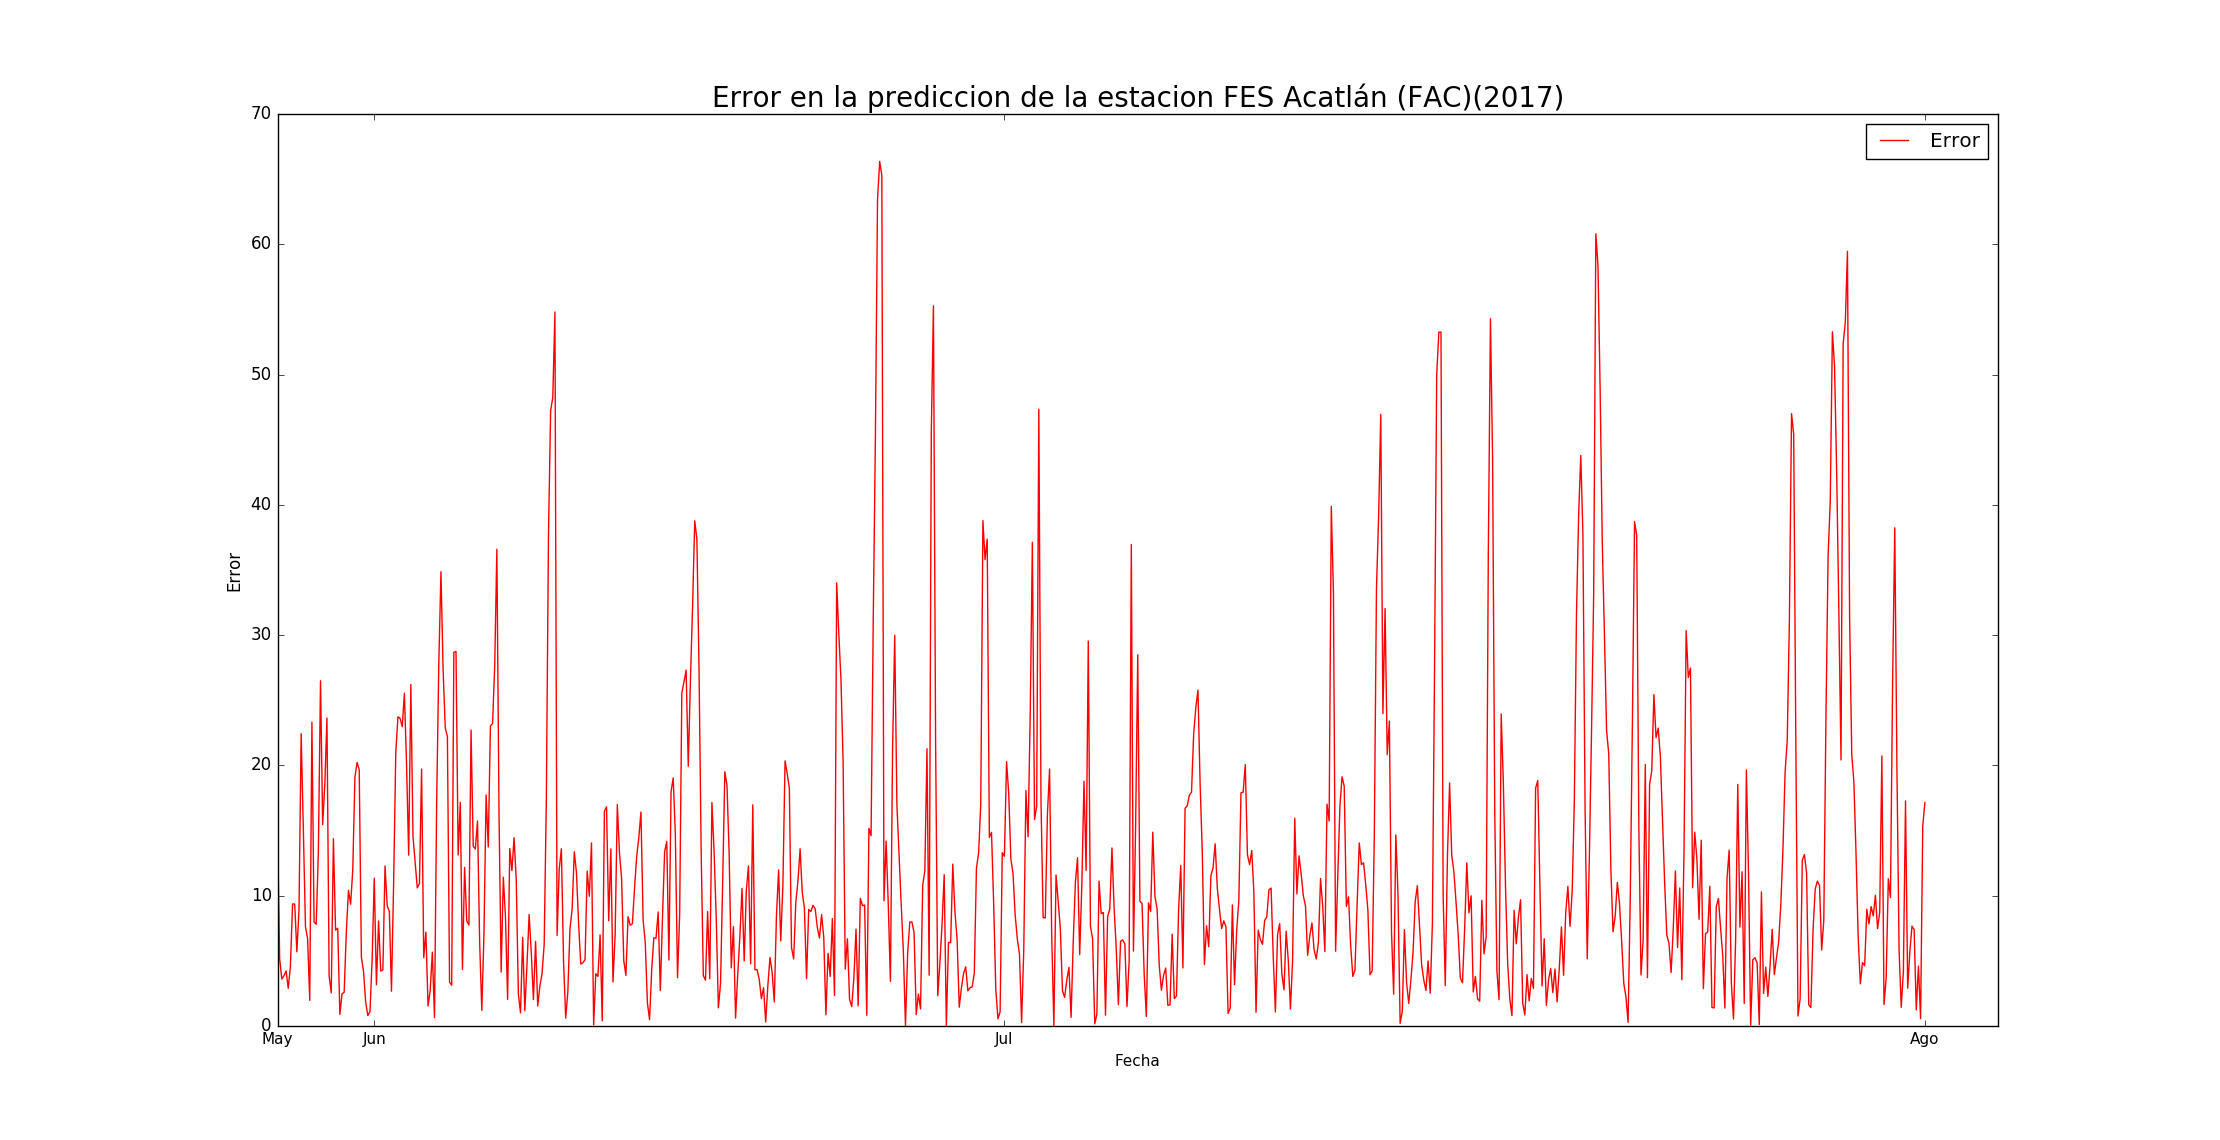 Error en la prediccion de la estacion FES Acatlán (FAC)(2017)
Error
70
60
50
40
30
20
10
0
Error
May Jun Jul Ago
Fecha